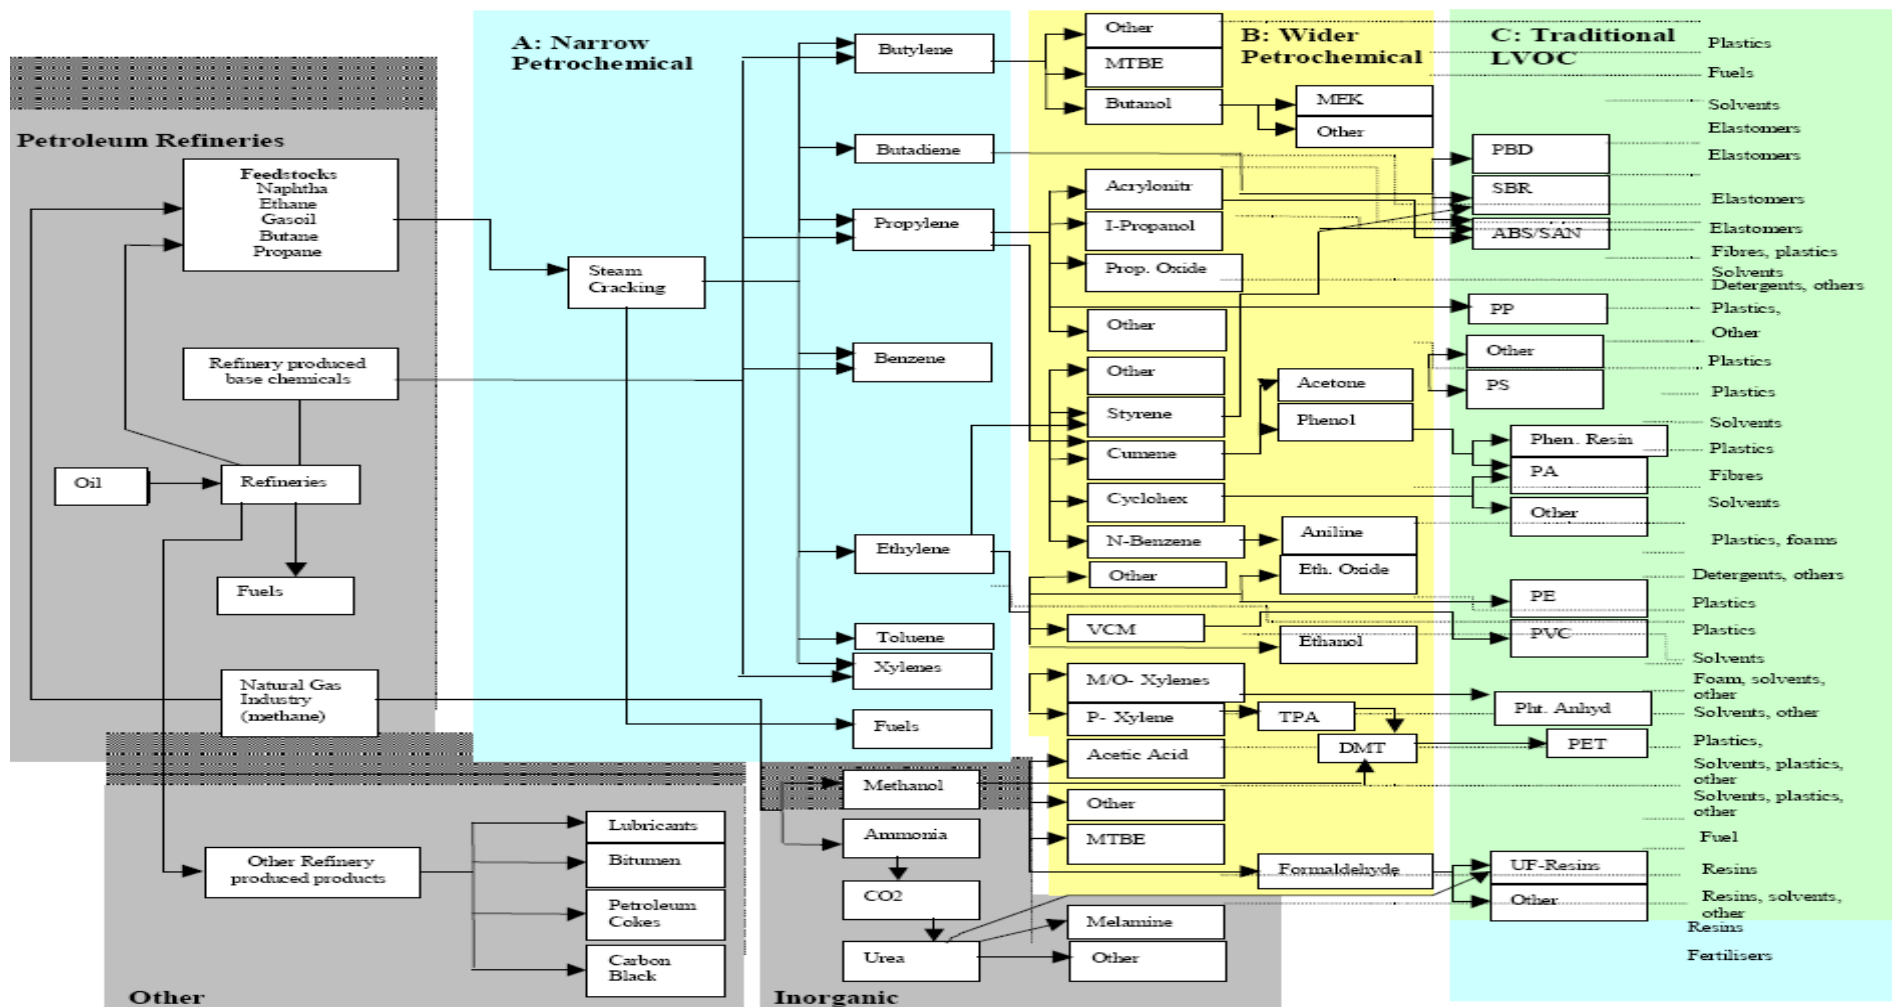 A: Narrow
Petrochemical
B: Wider
Petrochemical
C: Traditional
LVOC
Petroleum Refineries
Feedstocks
Naphtha
Ethane
Gasoil
Butane
Propane
Refinery produced
base chemicals
Oil
Refineries
Fuels
Natural Gas
Industry
(methane)
Other Refinery
produced products
Lubricants
Bitumen
Petroleum
Cokes
Carbon
Black
Other
Steam
Cracking
Butylene
Butadiene
Propylene
Benzene
Ethylene
Toluene
Xylenes
Fuels
Methanol
Ammonia
CO2
Urea
Inorganic
Other
MTBE
Butanol
MEK
Other
Acrylonitr
I-Propanol
Prop. Oxide
Other
Other
Styrene
Cumene
Cyclohex
N-Benzene
Other
Acetone
Phenol
Aniline
Eth. Oxide
VCM
Ethanol
M/O- Xylenes
P- Xylene
TPA
DMT
Acetic Acid
Other
MTBE
Formaldehyde
Melamine
Other
PBD
SBR
ABS/SAN
PP
Other
PS
Phen. Resin
PA
Other
PE
PVC
Pht. Anhyd
PET
UF-Resins
Other
Plastics
Fuels
Solvents
Elastomers
Elastomers
Elastomers
Elastomers
Fibres, plastics
Solvents
Detergents, others
Plastics,
Other
Plastics
Plastics
Solvents
Plastics
Fibres
Solvents
Plastics, foams
Detergents, others
Plastics
Plastics
Solvents
Foam, solvents,
other
Solvents, other
Plastics,
Solvents, plastics,
other
Solvents, plastics,
other
Fuel
Resins
Resins, solvents,
other
Resins
Fertilisers